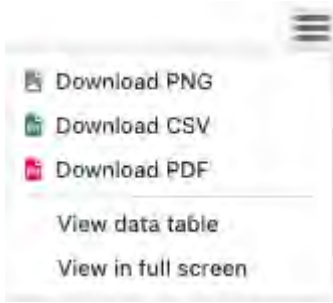 Download PNG
Download CSV
Download PDF
View data table
View in full screen